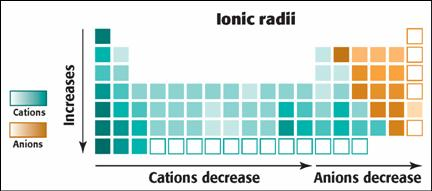 Ionic radii
Increases
Cations
Anions
Cations decrease
Anions decrease